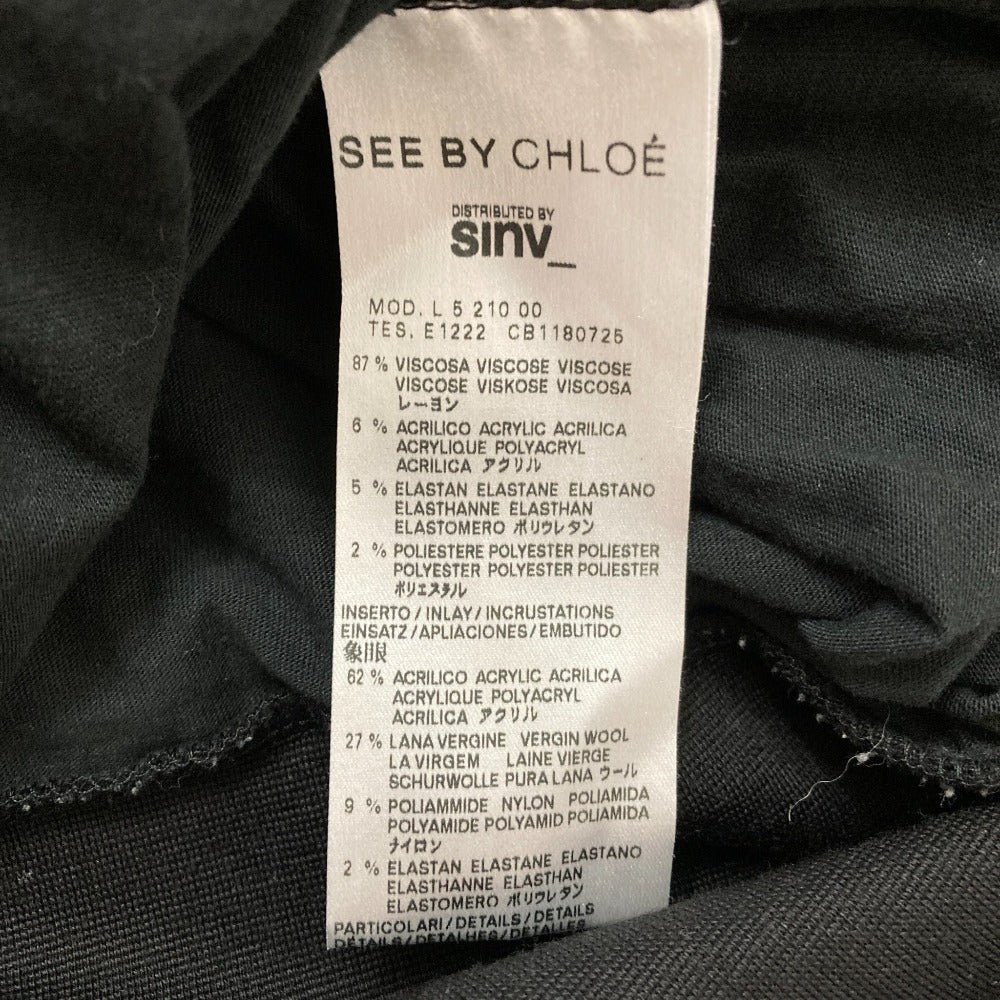 SEE BY CHLOÉ
DISTRIBUTED BY
sinv_
MOD. L 5 210 00
TES. E1222 CB1180725
87 % VISCOSA VISCOSE VISCOSE
VISCOSE VISKOSE VISCOSA
レーヨン
6 % ACRILICO ACRYLIC ACRILICA
ACRYLIQUE POLYACRYL
ACRILICA アクリル
5 % ELASTAN ELASTANE ELASTANO
ELASTHANNE ELASTHAN
ELASTOMERO ポリウレタン
2 % POLIESTERE POLYESTER POLIESTER
POLYESTER POLYESTER POLIESTER
ポリエステル
INSERTO / INLAY / INCRUSTATIONS
EINSATZ / APLIACIONES / EMBUTIDO
象眼
62 % ACRILICO ACRYLIC ACRILICA
ACRYLIQUE POLYACRYL
ACRILICA アクリル
27 % LANA VERGINE VERGIN WOOL
LA VIRGEM LAINE VIERGE
SCHURWOLLE PURA LANA ウール
9 % POLIAMMIDE NYLON POLIAMIDA
POLYAMIDE POLYAMID POLIAMIDA
ナイロン
2 % ELASTAN ELASTANE ELASTANO
ELASTHANNE ELASTHAN
ELASTOMERO ポリウレタン
PARTICOLARI / DETAILS / DETAILS
DÉTAILS / DETALHES / DETALLES